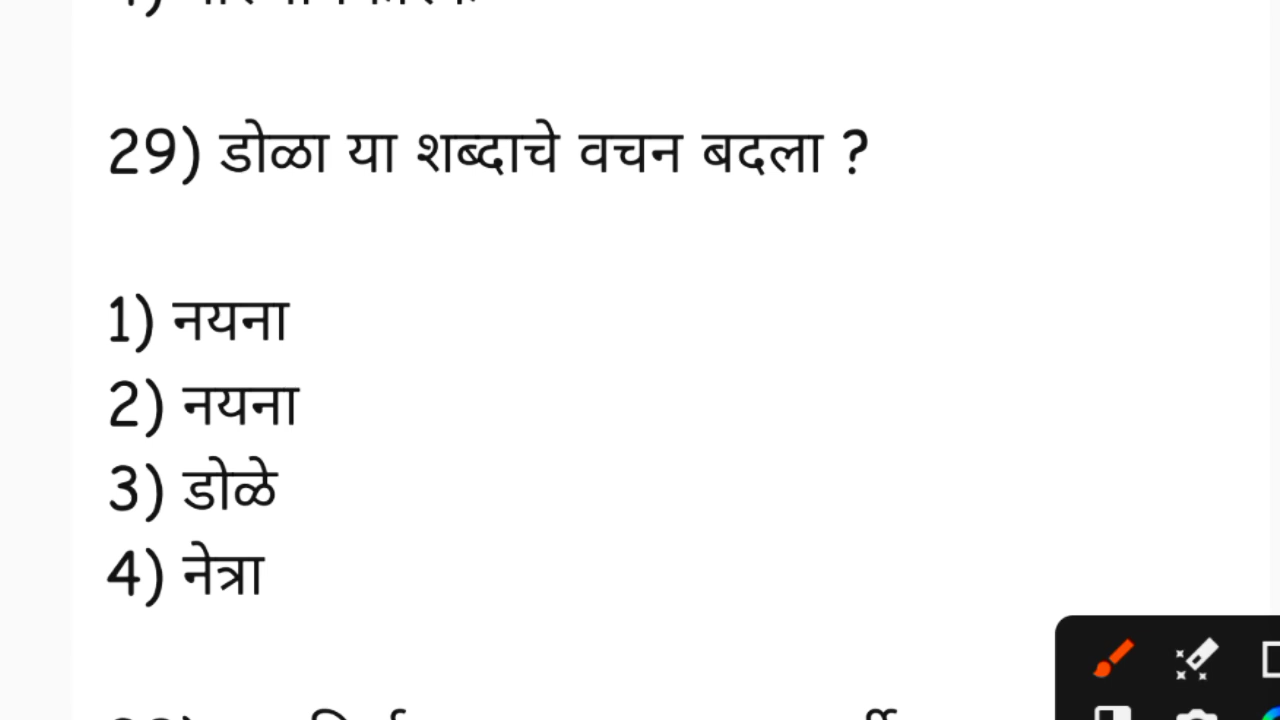 29) डोळा या शब्दाचे वचन बदला ?
1) नयना
2) नयना
3) डोळे
4) नेत्रा